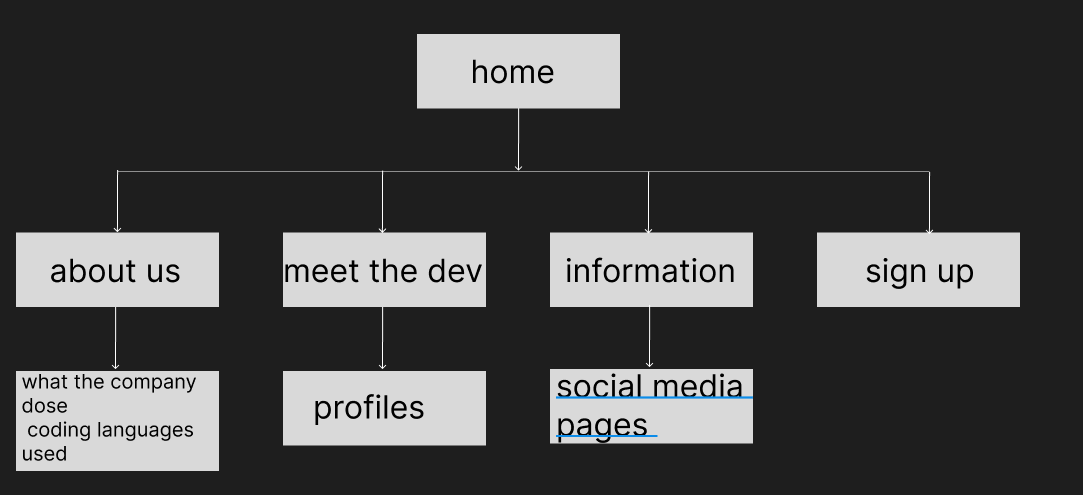 home
about us
meet the dev
information
sign up
what the company
dose
coding languages
used
profiles
social media
pages